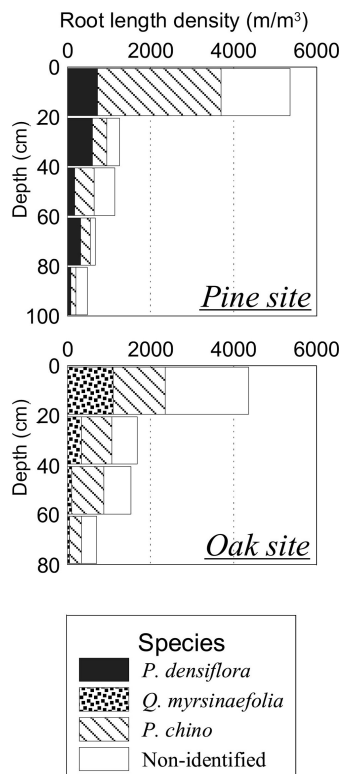 Root length density (m/m³)
0 2000 4000 6000
Depth (cm)
0
20
40
60
80
100
Pine site
0 2000 4000 6000
Depth (cm)
0
20
40
60
80
Oak site
Species
P. densiflora
Q. myrsinaefolia
P. chino
Non-identified